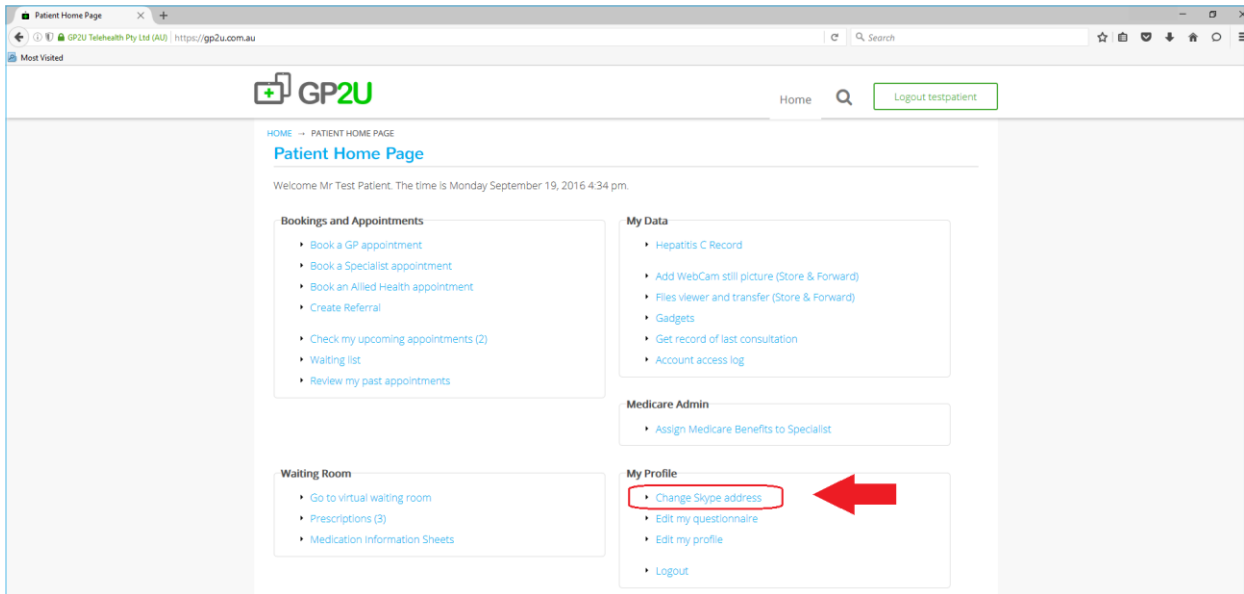 Patient Home Page
GP2U Telehealth Pty Ltd (AU) https://gp2u.com.au
Search
Most Visited
GP2U
Home
Logout testpatient
HOME → PATIENT HOME PAGE
Patient Home Page
Welcome Mr Test Patient. The time is Monday September 19, 2016 4:34 pm.
Bookings and Appointments
Book a GP appointment
Book a Specialist appointment
Book an Allied Health appointment
Create Referral
Check my upcoming appointments (2)
Waiting list
Review my past appointments
My Data
Hepatitis C Record
Add WebCam still picture (Store & Forward)
Files viewer and transfer (Store & Forward)
Gadgets
Get record of last consultation
Account access log
Medicare Admin
Assign Medicare Benefits to Specialist
Waiting Room
Go to virtual waiting room
Prescriptions (3)
Medication Information Sheets
My Profile
Change Skype address
Edit my questionnaire
Edit my profile
Logout